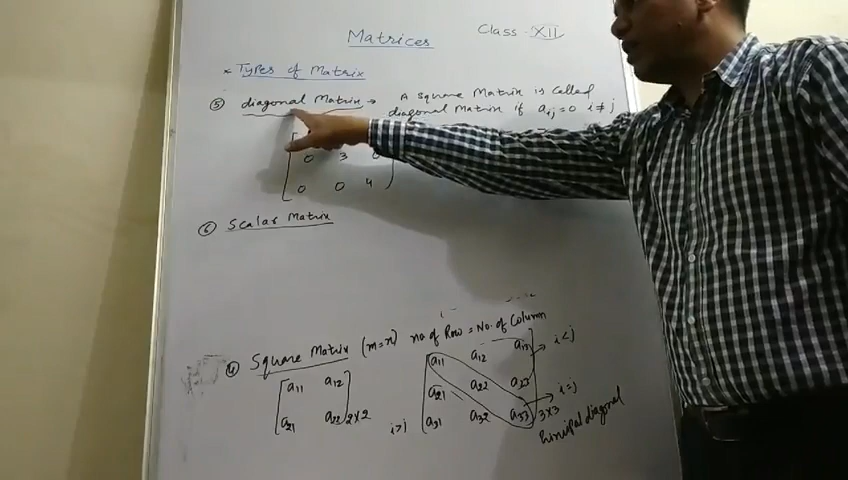 Matrices
Class - XII
* Types of Matrix
⑤ diagonal Matrix → A square Matrix is called
diagonal Matrix if aij = 0 i ≠ j
0 3 0
0 0 4
⑥ Scalar Matrix
④ Square Matrix (m=n) no of Row = No. of Column
a11 a12
a21 a22 2x2
a11 a12 a13 → i<j
a21 a22 a23 → i=j
i>j a31 a32 a33 3x3
Principal diagonal